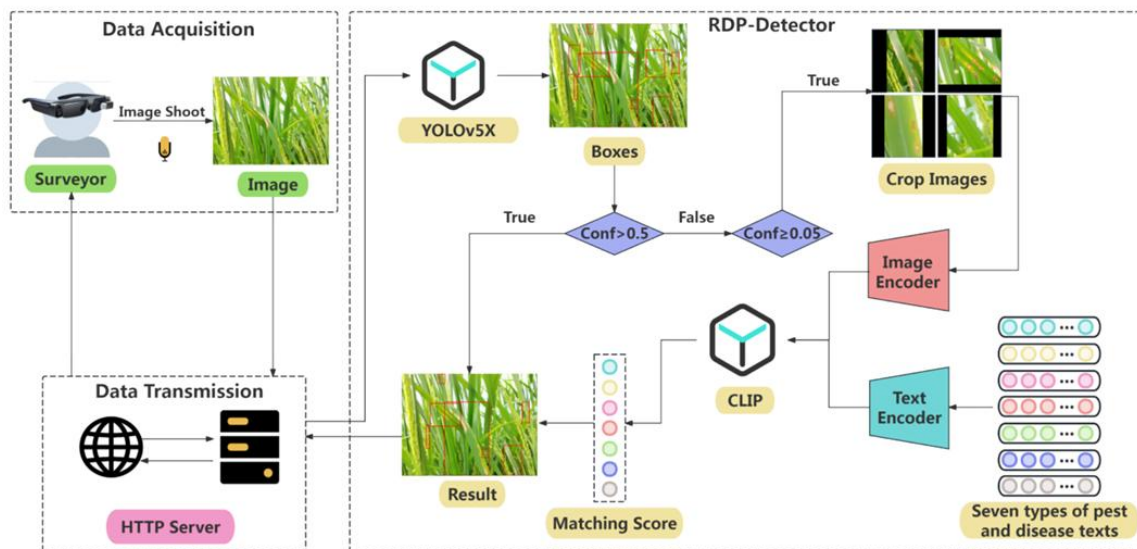 Data Acquisition
Image Shoot
Surveyor
Image
Data Transmission
HTTP Server
RDP-Detector
YOLOv5X
Boxes
True
Crop Images
True
Conf>0.5
False
Conf≥0.05
Image
Encoder
CLIP
Text
Encoder
Result
Matching Score
Seven types of pest
and disease texts